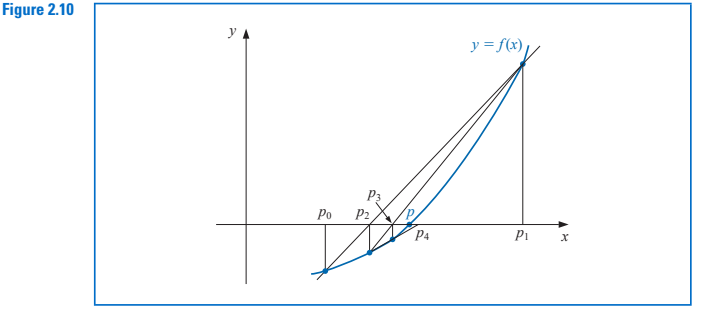 Figure 2.10
y
y = f(x)
p₃
p₀ p₂ p
p₄ p₁ x